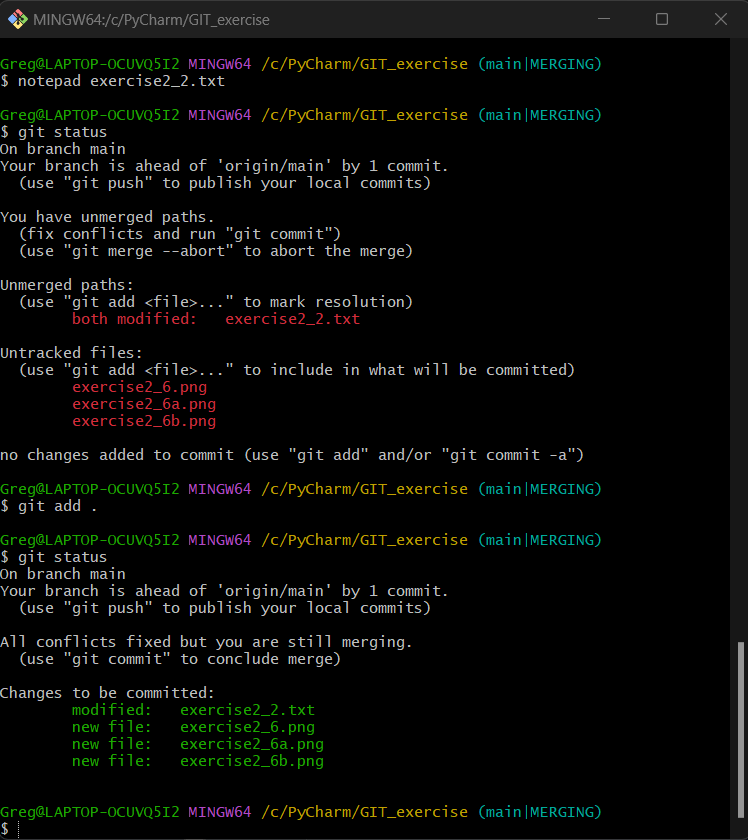 MINGW64:/c/PyCharm/GIT_exercise
Greg@LAPTOP-OCUVQ5I2 MINGW64 /c/PyCharm/GIT_exercise (main|MERGING)
$ notepad exercise2_2.txt
Greg@LAPTOP-OCUVQ5I2 MINGW64 /c/PyCharm/GIT_exercise (main|MERGING)
$ git status
On branch main
Your branch is ahead of 'origin/main' by 1 commit.
  (use "git push" to publish your local commits)
You have unmerged paths.
  (fix conflicts and run "git commit")
  (use "git merge --abort" to abort the merge)
Unmerged paths:
  (use "git add <file>..." to mark resolution)
        both modified:   exercise2_2.txt
Untracked files:
  (use "git add <file>..." to include in what will be committed)
        exercise2_6.png
        exercise2_6a.png
        exercise2_6b.png
no changes added to commit (use "git add" and/or "git commit -a")
Greg@LAPTOP-OCUVQ5I2 MINGW64 /c/PyCharm/GIT_exercise (main|MERGING)
$ git add .
Greg@LAPTOP-OCUVQ5I2 MINGW64 /c/PyCharm/GIT_exercise (main|MERGING)
$ git status
On branch main
Your branch is ahead of 'origin/main' by 1 commit.
  (use "git push" to publish your local commits)
All conflicts fixed but you are still merging.
  (use "git commit" to conclude merge)
Changes to be committed:
        modified:   exercise2_2.txt
        new file:   exercise2_6.png
        new file:   exercise2_6a.png
        new file:   exercise2_6b.png
Greg@LAPTOP-OCUVQ5I2 MINGW64 /c/PyCharm/GIT_exercise (main|MERGING)
$